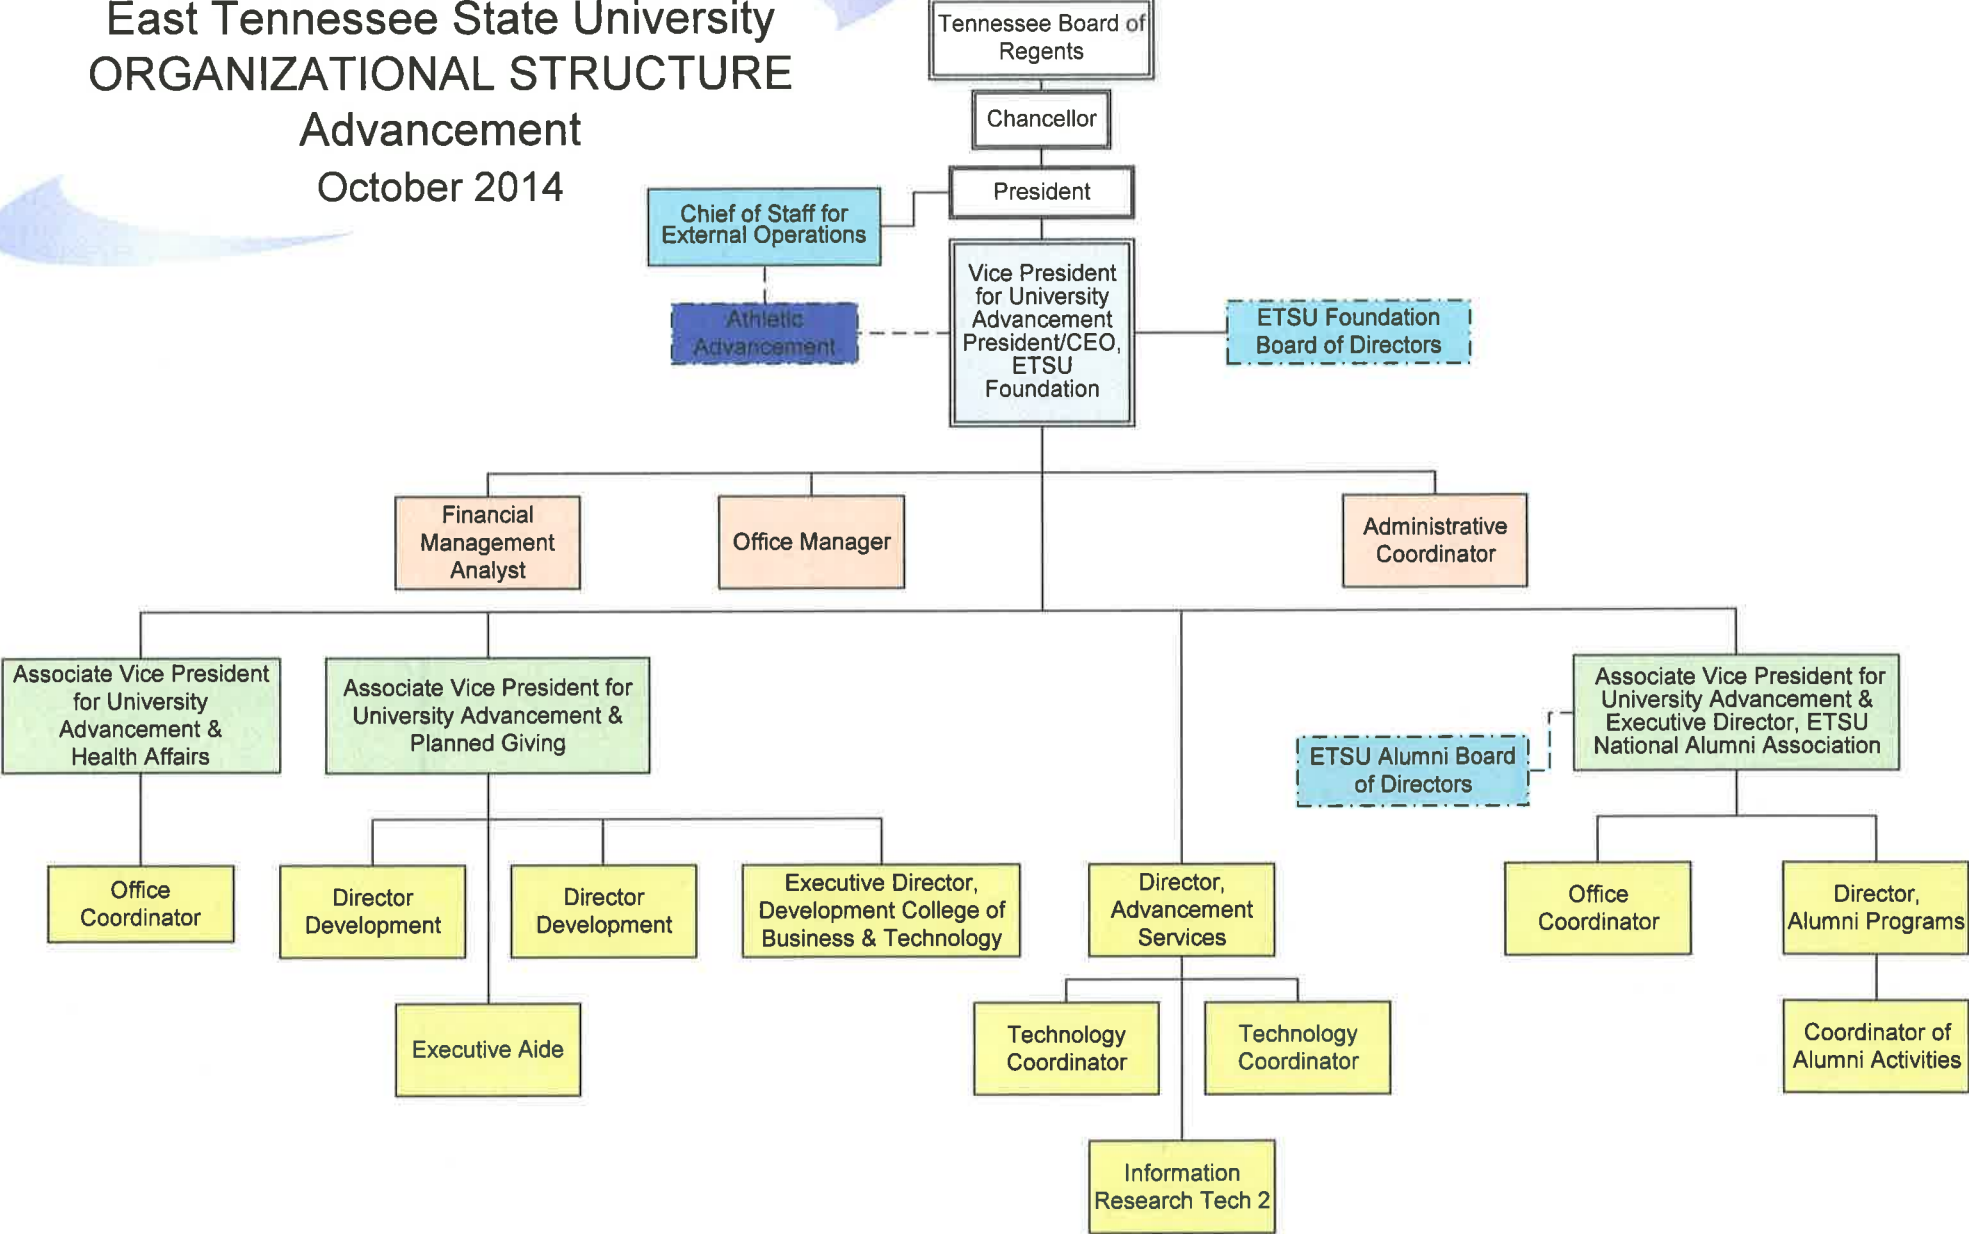 East Tennessee State University
ORGANIZATIONAL STRUCTURE
Advancement
October 2014
Tennessee Board of
Regents
Chancellor
President
Chief of Staff for
External Operations
Vice President
for University
Advancement
President/CEO,
ETSU
Foundation
Athletic
Advancement
ETSU Foundation
Board of Directors
Financial
Management
Analyst
Office Manager
Administrative
Coordinator
Associate Vice President
for University
Advancement &
Health Affairs
Associate Vice President for
University Advancement &
Planned Giving
Associate Vice President for
University Advancement &
Executive Director, ETSU
National Alumni Association
ETSU Alumni Board
of Directors
Office
Coordinator
Director
Development
Director
Development
Executive Director,
Development College of
Business & Technology
Director,
Advancement
Services
Office
Coordinator
Director,
Alumni Programs
Executive Aide
Technology
Coordinator
Technology
Coordinator
Coordinator of
Alumni Activities
Information
Research Tech 2